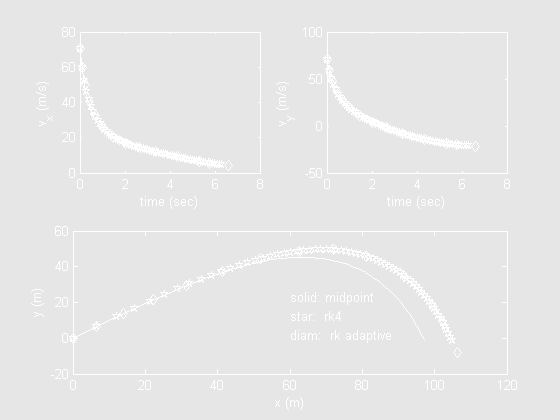 80
60
40
20
0
v_x (m/s)
0 2 4 6 8
time (sec)
100
50
0
-50
v_y (m/s)
0 2 4 6 8
time (sec)
60
40
20
0
-20
y (m)
solid: midpoint
star: rk4
diam: rk adaptive
0 20 40 60 80 100 120
x (m)